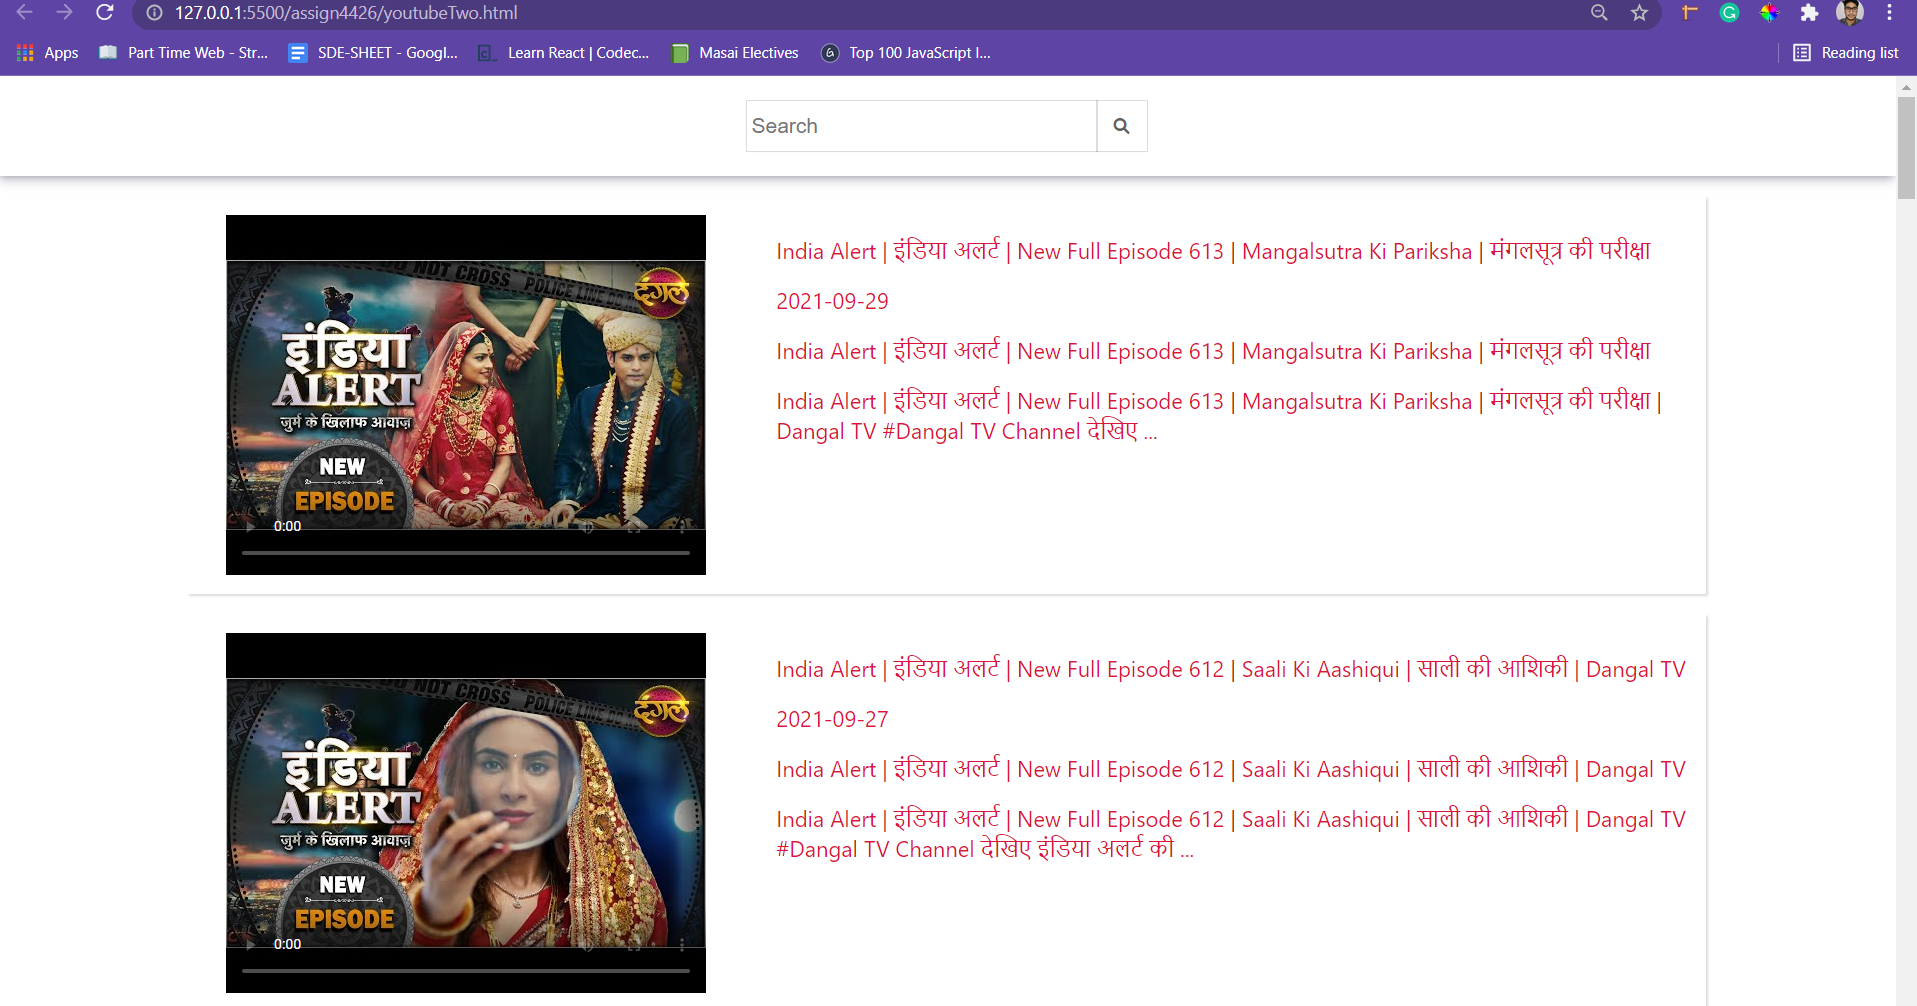 127.0.0.1:5500/assign4426/youtubeTwo.html
Apps
Part Time Web - Str...
SDE-SHEET - Googl...
Learn React | Codec...
Masai Electives
Top 100 JavaScript I...
Reading list
Search
DO NOT CROSS POLICE LINE DO
दंगल
इंडिया
ALERT
जुर्म के खिलाफ आवाज़
NEW
EPISODE
0:00
India Alert | इंडिया अलर्ट | New Full Episode 613 | Mangalsutra Ki Pariksha | मंगलसूत्र की परीक्षा
2021-09-29
India Alert | इंडिया अलर्ट | New Full Episode 613 | Mangalsutra Ki Pariksha | मंगलसूत्र की परीक्षा
India Alert | इंडिया अलर्ट | New Full Episode 613 | Mangalsutra Ki Pariksha | मंगलसूत्र की परीक्षा |
Dangal TV #Dangal TV Channel देखिए ...
DO NOT CROSS POLICE LINE DO
दंगल
इंडिया
ALERT
जुर्म के खिलाफ आवाज़
NEW
EPISODE
0:00
India Alert | इंडिया अलर्ट | New Full Episode 612 | Saali Ki Aashiqui | साली की आशिकी | Dangal TV
2021-09-27
India Alert | इंडिया अलर्ट | New Full Episode 612 | Saali Ki Aashiqui | साली की आशिकी | Dangal TV
India Alert | इंडिया अलर्ट | New Full Episode 612 | Saali Ki Aashiqui | साली की आशिकी | Dangal TV
#Dangal TV Channel देखिए इंडिया अलर्ट की ...